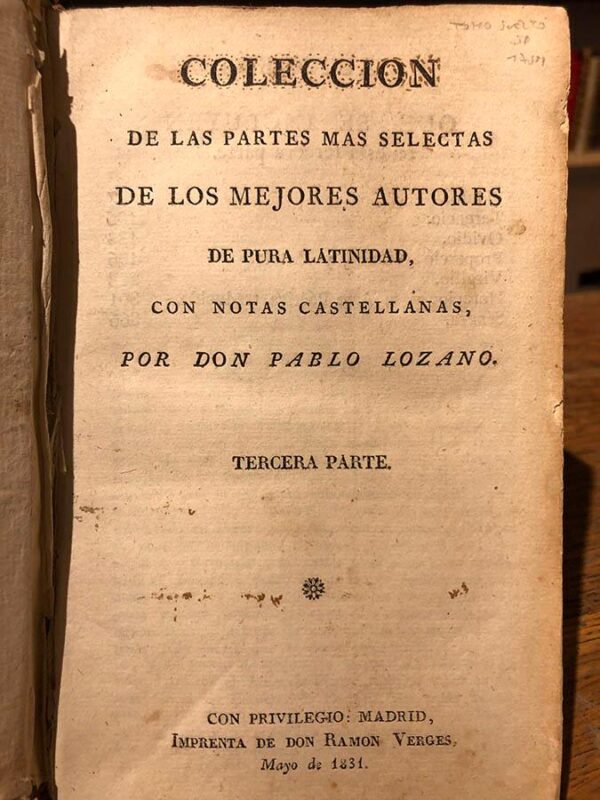 COLECCION
DE LAS PARTES MAS SELECTAS
DE LOS MEJORES AUTORES
DE PURA LATINIDAD,
CON NOTAS CASTELLANAS,
POR DON PABLO LOZANO.
TERCERA PARTE.
CON PRIVILEGIO: MADRID,
IMPRENTA DE DON RAMON VERGES,
Mayo de 1831.